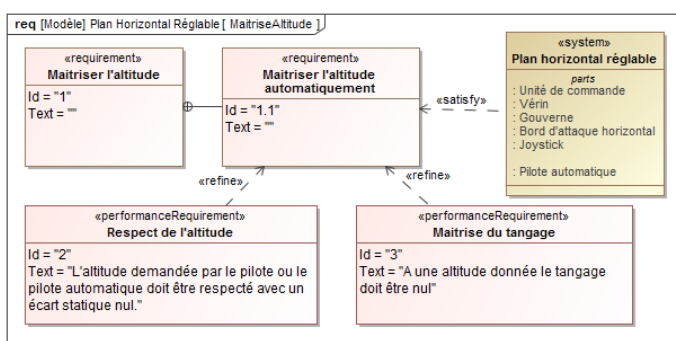 req [Modèle] Plan Horizontal Réglable [ MaitriseAltitude ]
«requirement»
Maitriser l'altitude
Id = "1"
Text = ""
«requirement»
Maitriser l'altitude
automatiquement
Id = "1.1"
Text = ""
«satisfy»
«system»
Plan horizontal réglable
parts
: Unité de commande
: Vérin
: Gouverne
: Bord d'attaque horizontal
: Joystick
: Pilote automatique
«refine»
«refine»
«performanceRequirement»
Respect de l'altitude
Id = "2"
Text = "L'altitude demandée par le pilote ou le
pilote automatique doit être respecté avec un
écart statique nul."
«performanceRequirement»
Maitrise du tangage
Id = "3"
Text = "A une altitude donnée le tangage
doit être nul"